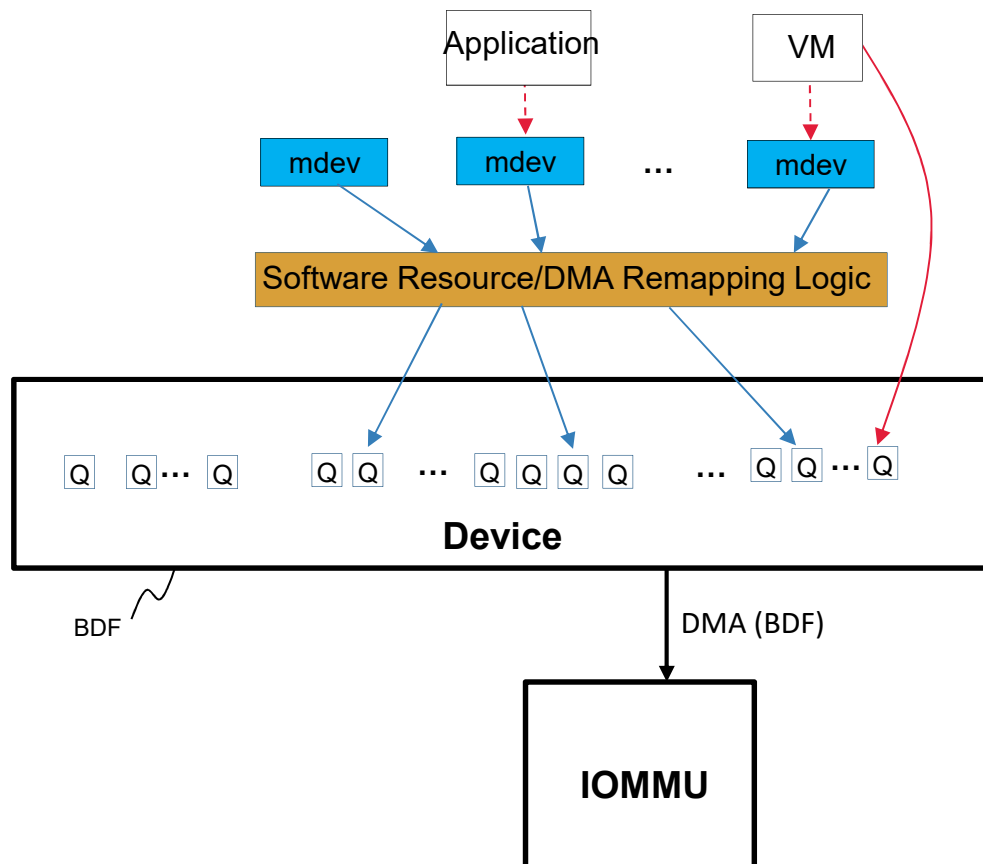 Application
VM
mdev
mdev
...
mdev
Software Resource/DMA Remapping Logic
Q Q ... Q Q Q ... Q Q Q Q ... Q Q ... Q
Device
BDF
DMA (BDF)
IOMMU